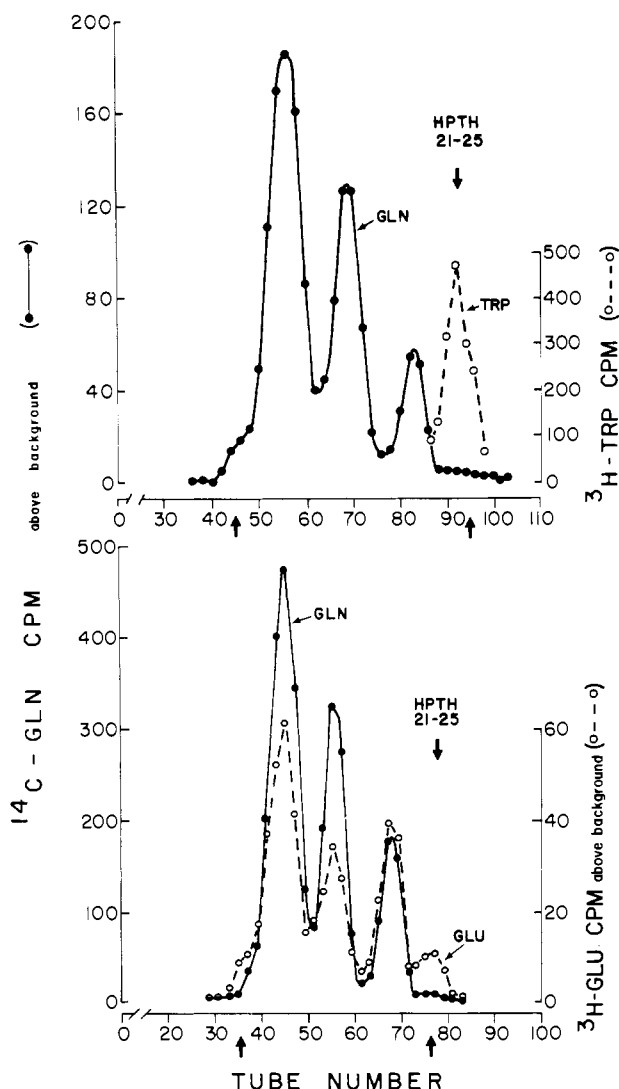 200
160
120
80
40
0
HPTH
21-25
GLN
TRP
500
400
300
200
100
0
0 40 50 60 70 80 90 100 110
500
400
300
200
100
0
GLN
HPTH
21-25
GLU
60
40
20
0
0 30 40 50 60 70 80 90 100
TUBE NUMBER
14C - GLN CPM above background (●——●)
3H-TRP CPM (o---o)
3H-GLU CPM above background (o--o)